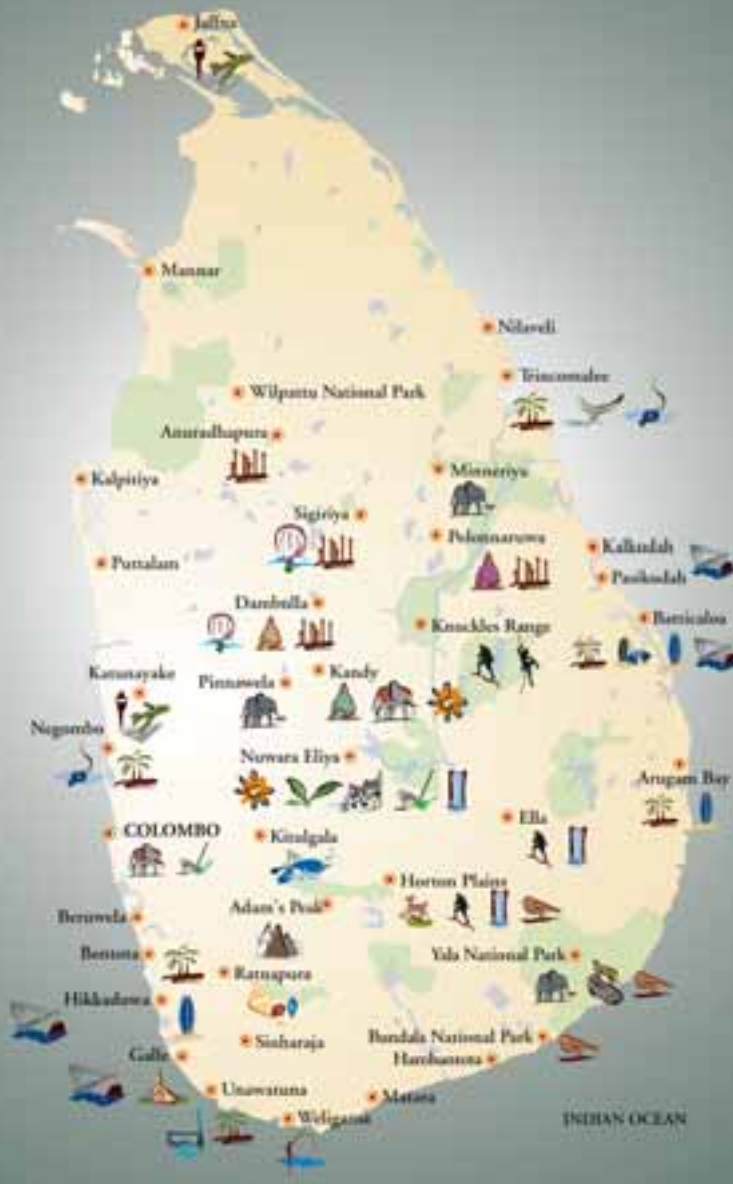 Jaffna
Mannar
Nilaveli
Trincomalee
Wilpattu National Park
Anuradhapura
Minneriya
Kalpitiya
Sigiriya
Polonnaruwa
Kalkudah
Puttalam
Pasikudah
Dambulla
Batticaloa
Knuckles Range
Katunayake
Pinnawela
Kandy
Negombo
Nuwara Eliya
Arugam Bay
Ella
COLOMBO
Kitulgala
Horton Plains
Adam's Peak
Beruwela
Bentota
Yala National Park
Ratnapura
Hikkaduwa
Bundala National Park
Sinharaja
Hambantota
Galle
Unawatuna
Matara
Weligama
INDIAN OCEAN